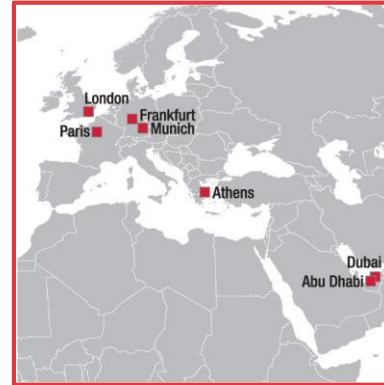 London
Frankfurt
Paris
Munich
Athens
Dubai
Abu Dhabi